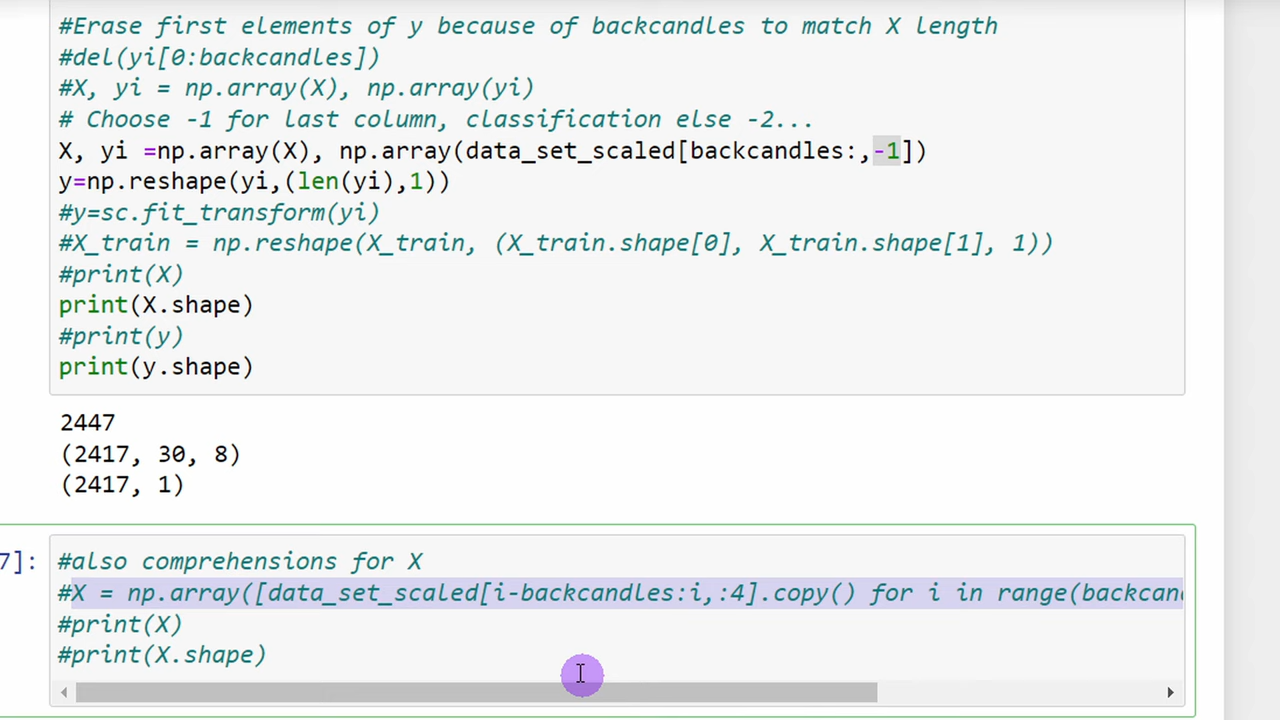 #Erase first elements of y because of backcandles to match X length
#del(yi[0:backcandles])
#X, yi = np.array(X), np.array(yi)
# Choose -1 for last column, classification else -2...
X, yi =np.array(X), np.array(data_set_scaled[backcandles:,-1])
y=np.reshape(yi,(len(yi),1))
#y=sc.fit_transform(yi)
#X_train = np.reshape(X_train, (X_train.shape[0], X_train.shape[1], 1))
#print(X)
print(X.shape)
#print(y)
print(y.shape)
2447
(2417, 30, 8)
(2417, 1)
7]:
#also comprehensions for X
#X = np.array([data_set_scaled[i-backcandles:i,:4].copy() for i in range(
#print(X)
#print(X.shape)